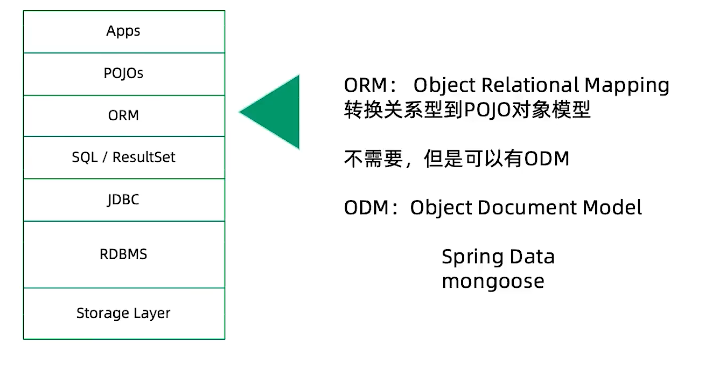 Apps
POJOs
ORM
SQL / ResultSet
JDBC
RDBMS
Storage Layer
ORM： Object Relational Mapping
转换关系型到POJO对象模型
不需要，但是可以有ODM
ODM：Object Document Model
Spring Data
mongoose